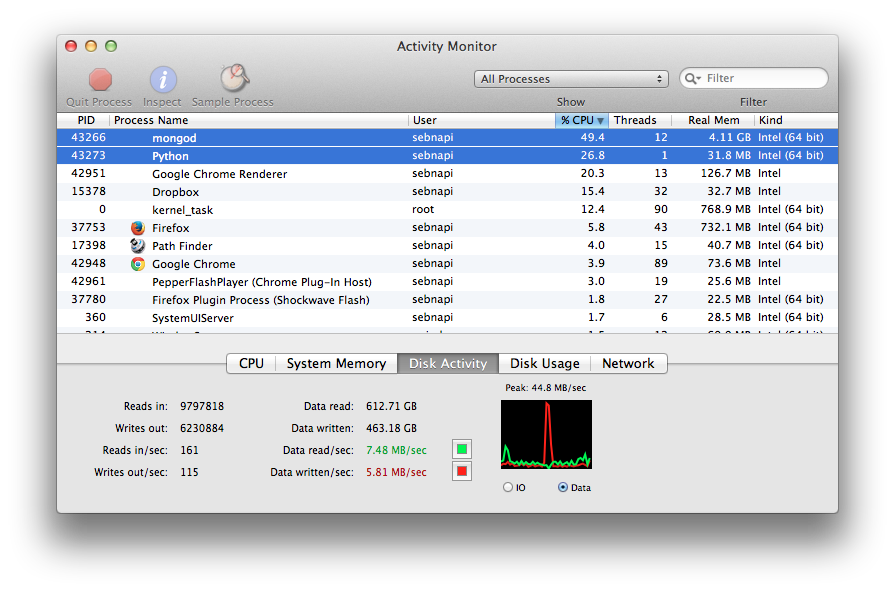 Activity Monitor
All Processes
Filter
Quit Process Inspect Sample Process Show Filter
PID Process Name User % CPU Threads Real Mem Kind
43266 mongod sebnapi 49.4 12 4.11 GB Intel (64 bit)
43273 Python sebnapi 26.8 1 31.8 MB Intel (64 bit)
42951 Google Chrome Renderer sebnapi 20.3 13 126.7 MB Intel
15378 Dropbox sebnapi 15.4 32 32.7 MB Intel
0 kernel_task root 12.4 90 768.9 MB Intel (64 bit)
37753 Firefox sebnapi 5.8 43 732.1 MB Intel (64 bit)
17398 Path Finder sebnapi 4.0 15 40.7 MB Intel (64 bit)
42948 Google Chrome sebnapi 3.9 89 73.6 MB Intel
42961 PepperFlashPlayer (Chrome Plug-In Host) sebnapi 3.0 19 25.6 MB Intel
37780 Firefox Plugin Process (Shockwave Flash) sebnapi 1.8 27 22.5 MB Intel (64 bit)
360 SystemUIServer sebnapi 1.7 6 28.5 MB Intel (64 bit)
CPU System Memory Disk Activity Disk Usage Network
Peak: 44.8 MB/sec
Reads in: 9797818 Data read: 612.71 GB
Writes out: 6230884 Data written: 463.18 GB
Reads in/sec: 161 Data read/sec: 7.48 MB/sec
Writes out/sec: 115 Data written/sec: 5.81 MB/sec
IO Data